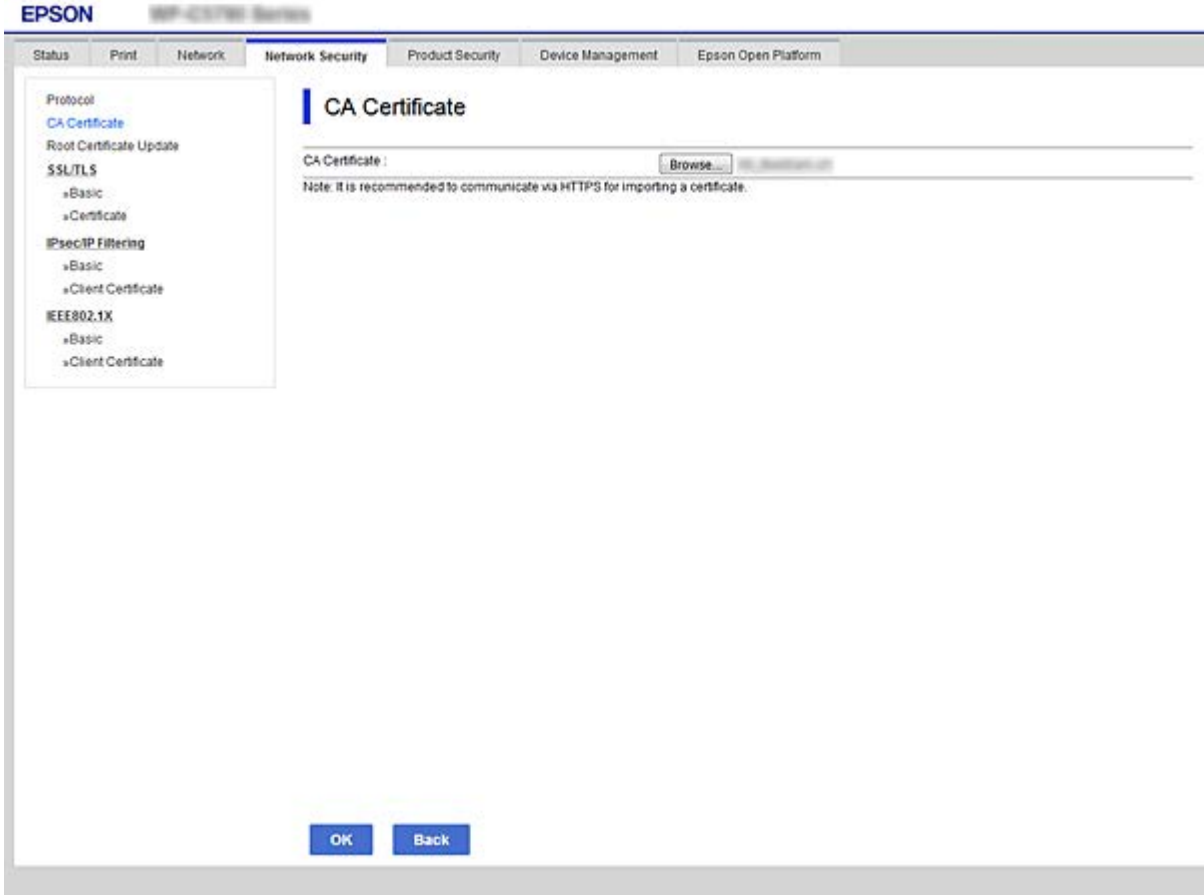 EPSON
Status Print Network Network Security Product Security Device Management Epson Open Platform
Protocol
CA Certificate
Root Certificate Update
SSL/TLS
»Basic
»Certificate
IPsec/IP Filtering
»Basic
»Client Certificate
IEEE802.1X
»Basic
»Client Certificate
CA Certificate
CA Certificate : Browse...
Note: It is recommended to communicate via HTTPS for importing a certificate.
OK Back